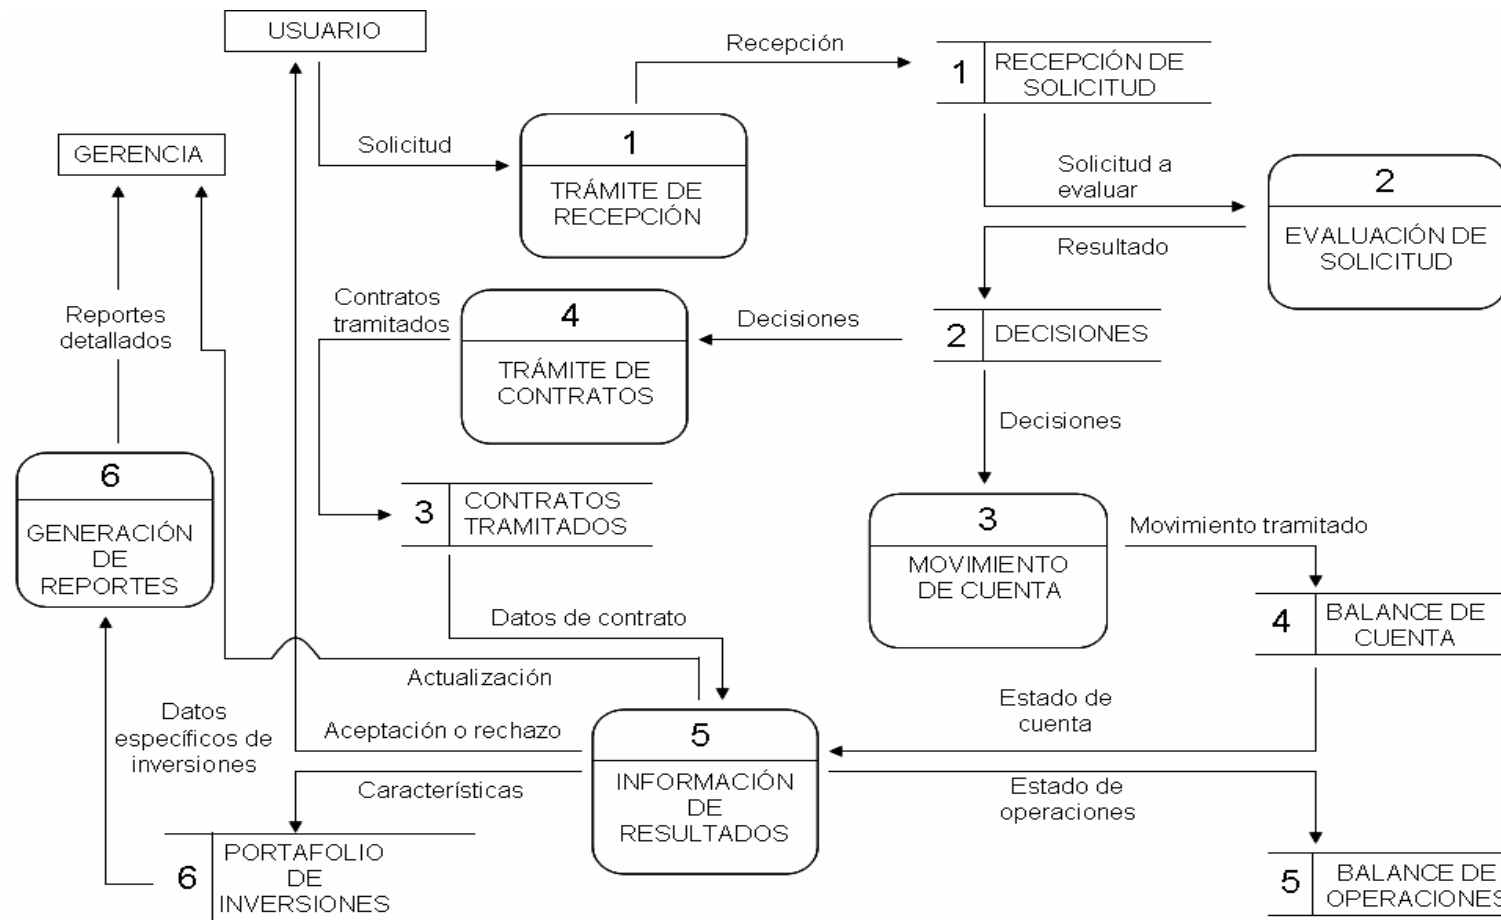 USUARIO
Recepción
1
RECEPCIÓN DE
SOLICITUD
GERENCIA
Solicitud
1
TRÁMITE DE
RECEPCIÓN
Solicitud a
evaluar
2
EVALUACIÓN DE
SOLICITUD
Resultado
Reportes
detallados
Contratos
tramitados
4
TRÁMITE DE
CONTRATOS
Decisiones
2
DECISIONES
Decisiones
6
GENERACIÓN
DE
REPORTES
3
CONTRATOS
TRAMITADOS
3
MOVIMIENTO
DE CUENTA
Movimiento tramitado
4
BALANCE DE
CUENTA
Datos de contrato
Actualización
Datos
específicos de
inversiones
Aceptación o rechazo
5
INFORMACIÓN
DE
RESULTADOS
Estado de
cuenta
Características
Estado de
operaciones
6
PORTAFOLIO
DE
INVERSIONES
5
BALANCE DE
OPERACIONES